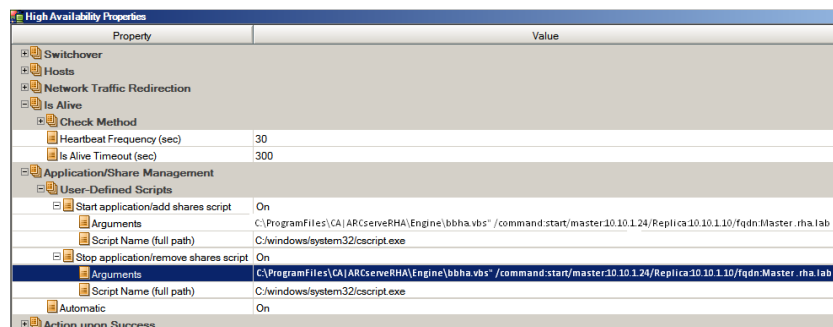 High Availability Properties
Property Value
Switchover
Hosts
Network Traffic Redirection
Is Alive
Check Method
Heartbeat Frequency (sec) 30
Is Alive Timeout (sec) 300
Application/Share Management
User-Defined Scripts
Start application/add shares script On
Arguments C:\ProgramFiles\CA|ARCserveRHA\Engine\bbha.vbs" /command:start/master:10.10.1.24/Replica:10.10.1.10/fqdn:Master.rha.lab
Script Name (full path) C:/windows/system32/cscript.exe
Stop application/remove shares script On
Arguments C:\ProgramFiles\CA|ARCserveRHA\Engine\bbha.vbs" /command:start/master:10.10.1.24/Replica:10.10.1.10/fqdn:Master.rha.lab
Script Name (full path) C:/windows/system32/cscript.exe
Automatic On
Action upon Success